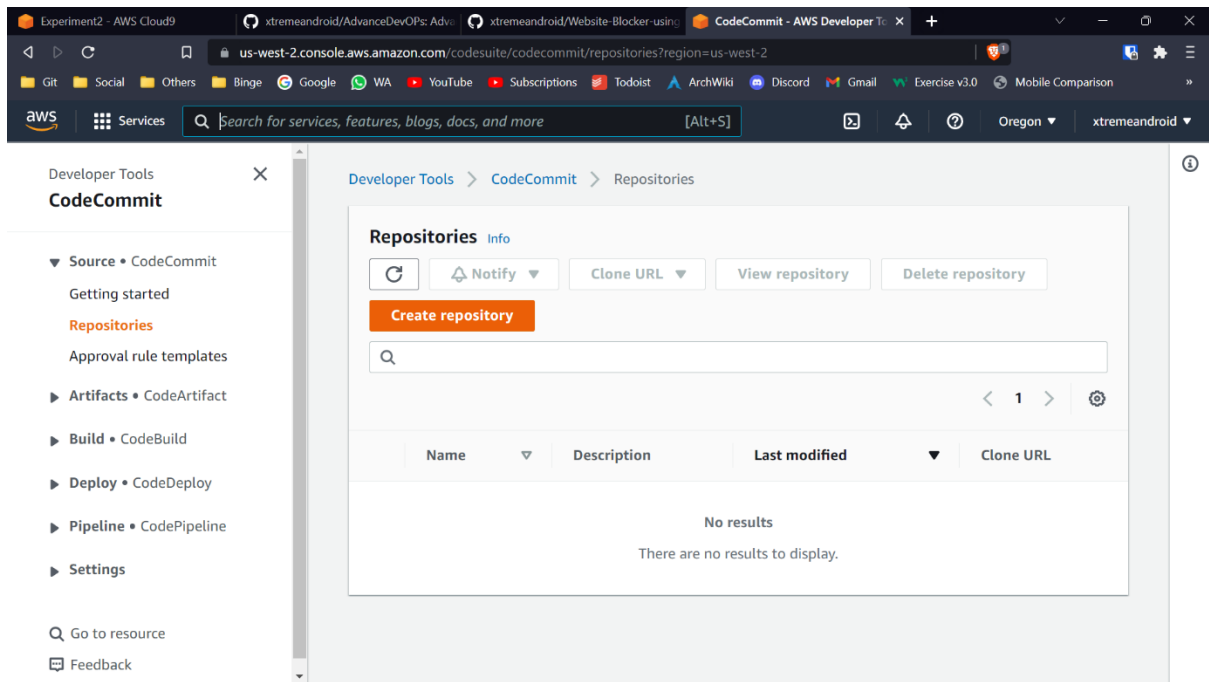 Experiment2 - AWS Cloud9 xtremeandroid/AdvanceDevOPs: Adva xtremeandroid/Website-Blocker-using CodeCommit - AWS Developer To
us-west-2.console.aws.amazon.com/codesuite/codecommit/repositories?region=us-west-2 1
Git Social Others Binge Google WA YouTube Subscriptions Todoist ArchWiki Discord Gmail Exercise v3.0 Mobile Comparison »
aws Services Search for services, features, blogs, docs, and more [Alt+S] Oregon ▼ xtremeandroid ▼
Developer Tools
CodeCommit
Source • CodeCommit
Getting started
Repositories
Approval rule templates
Artifacts • CodeArtifact
Build • CodeBuild
Deploy • CodeDeploy
Pipeline • CodePipeline
Settings
Go to resource
Feedback
Developer Tools > CodeCommit > Repositories
Repositories Info
Notify ▼ Clone URL ▼ View repository Delete repository
Create repository
< 1 >
Name Description Last modified Clone URL
No results
There are no results to display.